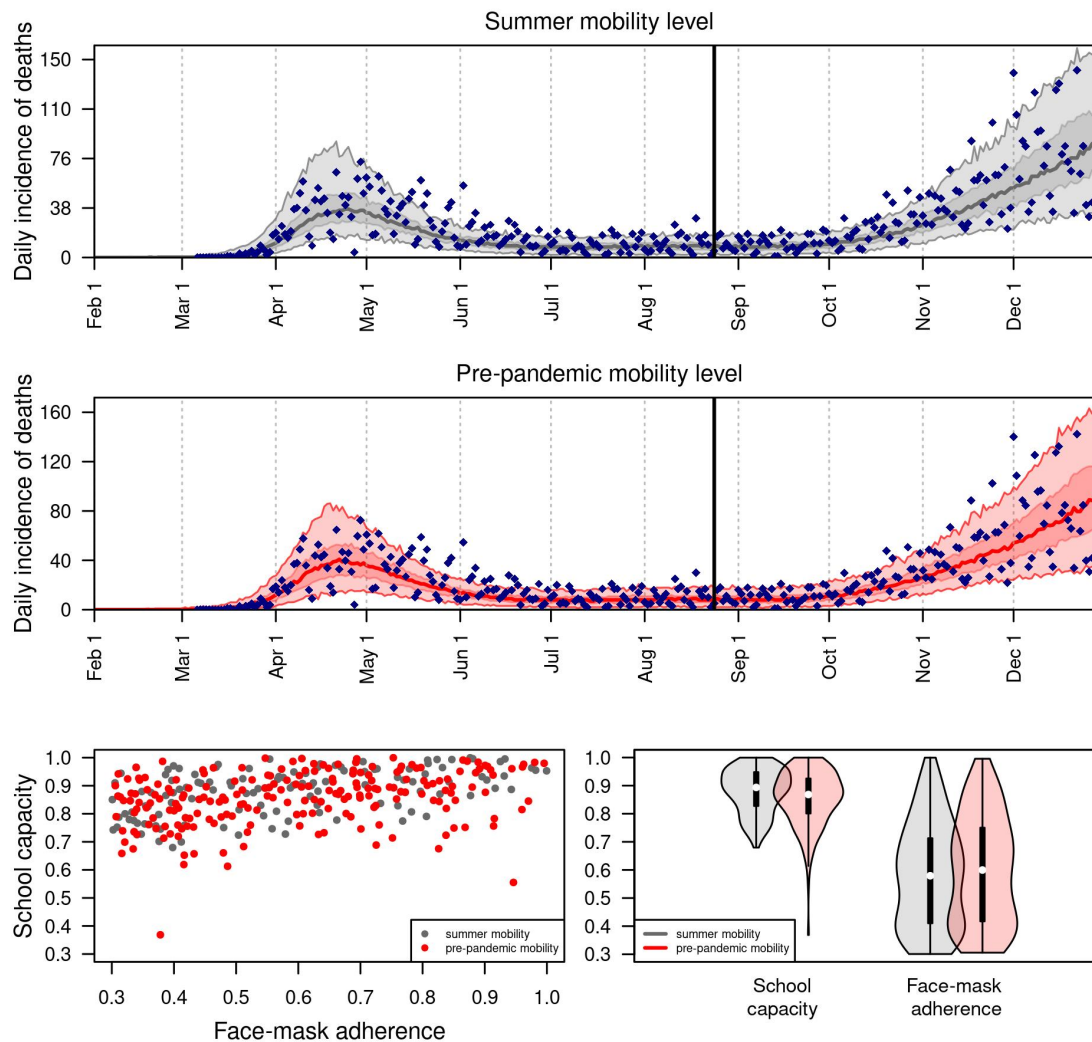 Summer mobility level
Daily incidence of deaths
150
110
76
38
0
Feb 1
Mar 1
Apr 1
May 1
Jun 1
Jul 1
Aug 1
Sep 1
Oct 1
Nov 1
Dec 1
Pre-pandemic mobility level
Daily incidence of deaths
160
120
80
40
0
Feb 1
Mar 1
Apr 1
May 1
Jun 1
Jul 1
Aug 1
Sep 1
Oct 1
Nov 1
Dec 1
School capacity
1.0
0.9
0.8
0.7
0.6
0.5
0.4
0.3
summer mobility
pre-pandemic mobility
0.3 0.4 0.5 0.6 0.7 0.8 0.9 1.0
Face-mask adherence
1.0
0.9
0.8
0.7
0.6
0.5
0.4
0.3
summer mobility
pre-pandemic mobility
School
capacity
Face-mask
adherence